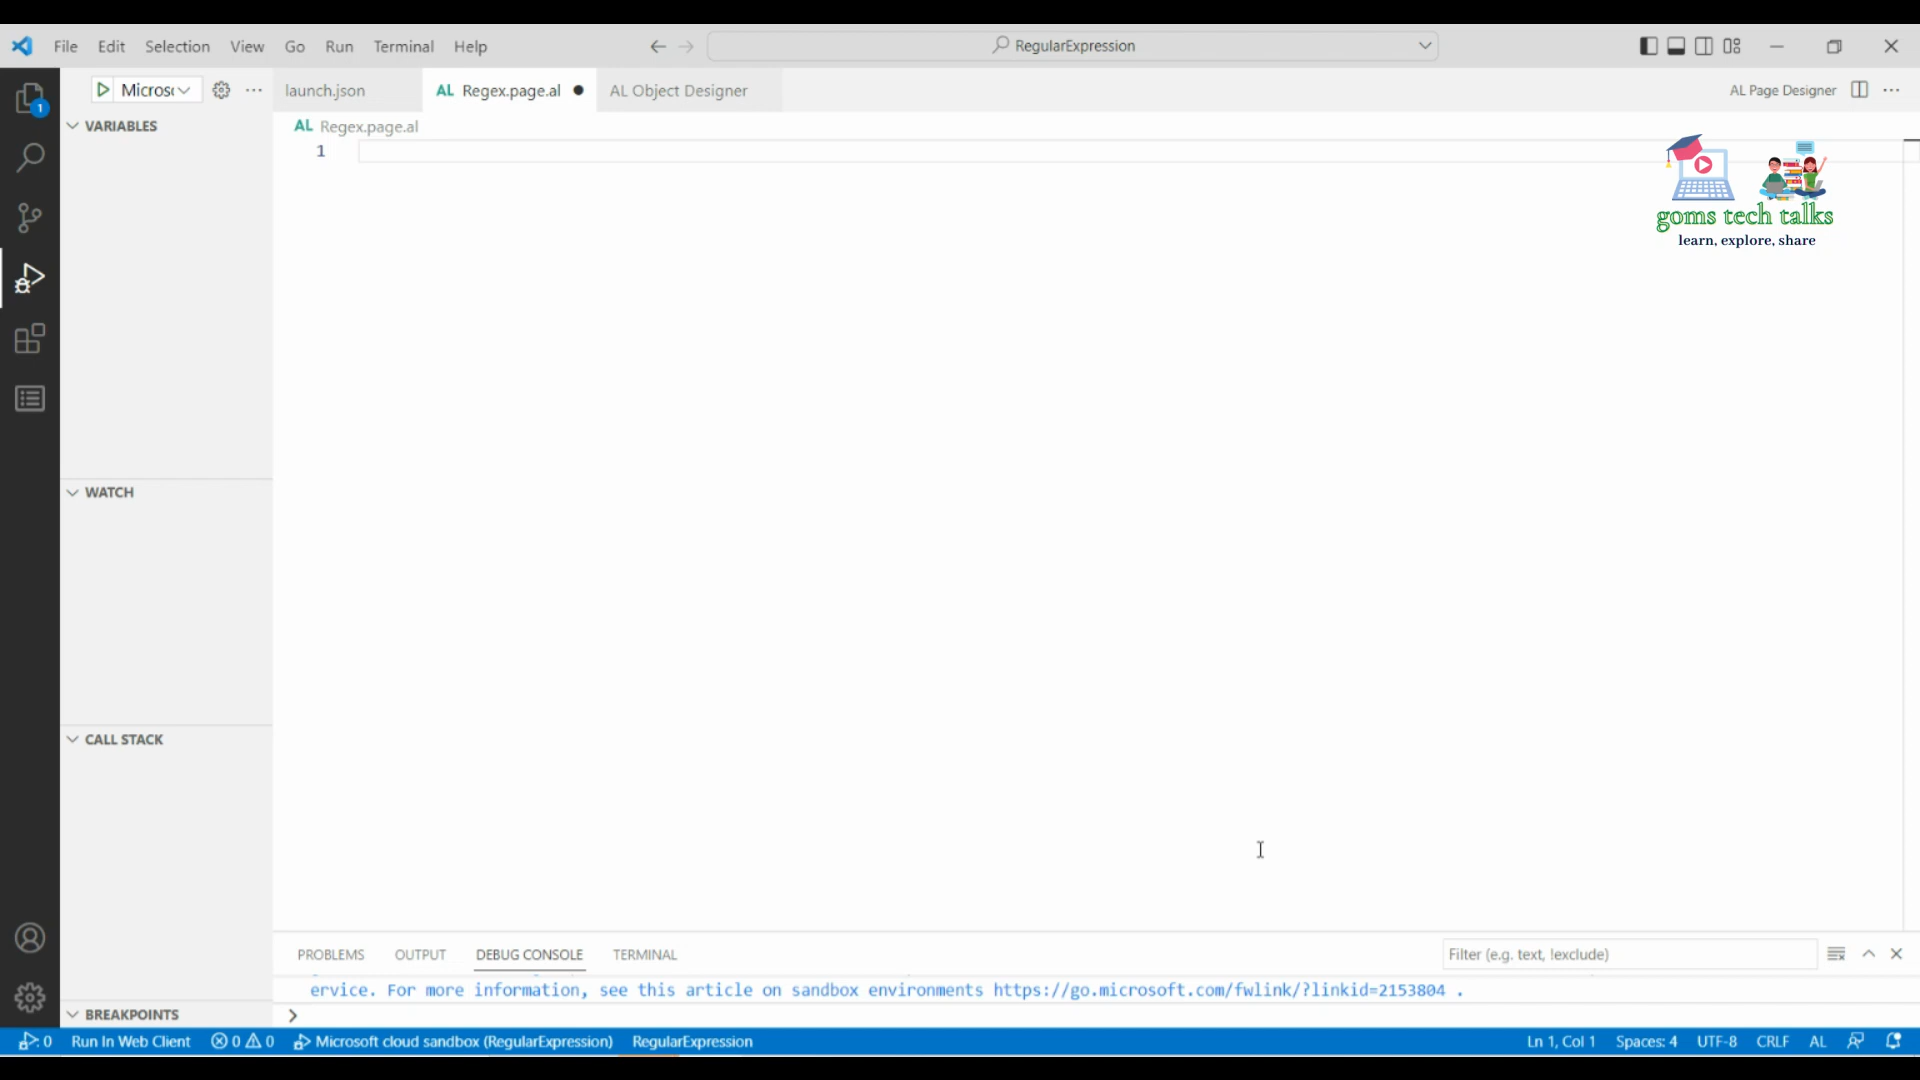 File Edit Selection View Go Run Terminal Help
RegularExpression
Micros
launch.json
AL Regex.page.al
AL Object Designer
AL Page Designer
VARIABLES
AL Regex.page.al
1
goms tech talks
learn, explore, share
WATCH
CALL STACK
BREAKPOINTS
1
PROBLEMS OUTPUT DEBUG CONSOLE TERMINAL
Filter (e.g. text, !exclude)
ervice. For more information, see this article on sandbox environments https://go.microsoft.com/fwlink/?linkid=2153804 .
0 Run In Web Client 0 0 Microsoft cloud sandbox (RegularExpression) RegularExpression Ln 1, Col 1 Spaces: 4 UTF-8 CRLF AL